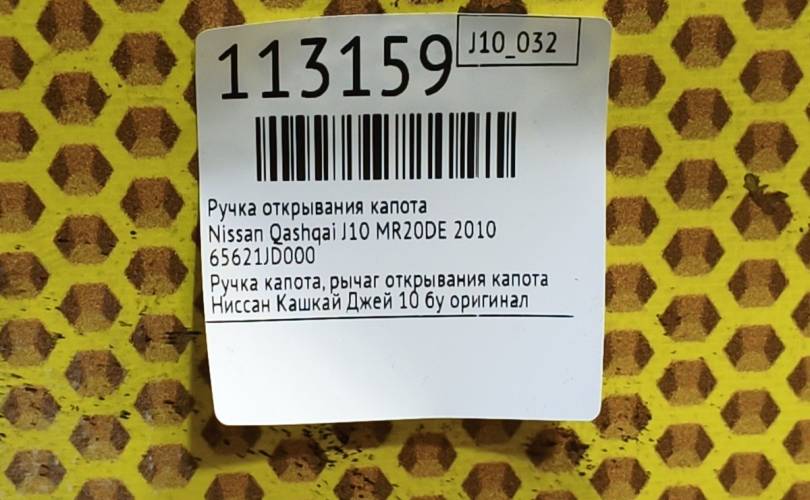 113159
J10_032
Ручка открывания капота
Nissan Qashqai J10 MR20DE 2010
65621JD000
Ручка капота, рычаг открывания капота
Ниссан Кашкай Джей 10 бу оригинал